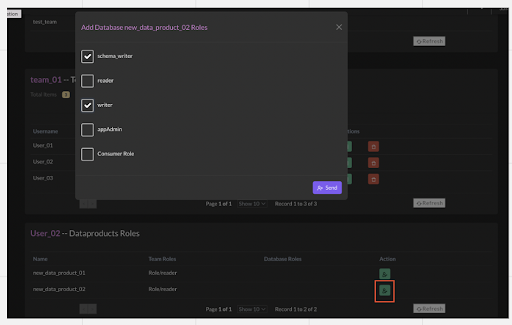 test_team
Refresh
Add Database new_data_product_02 Roles
schema_writer
reader
writer
appAdmin
Consumer Role
Send
team_01 -- T
Total Items
Username
tions
User_01
User_02
User_03
Page 1 of 1 Show 10 Record 1 to 3 of 3 Refresh
User_02 -- Dataproducts Roles
Name Team Roles Database Roles Action
new_data_product_01 Role/reader
new_data_product_02 Role/reader
Page 1 of 1 Show 10 Record 1 to 2 of 2 Refresh